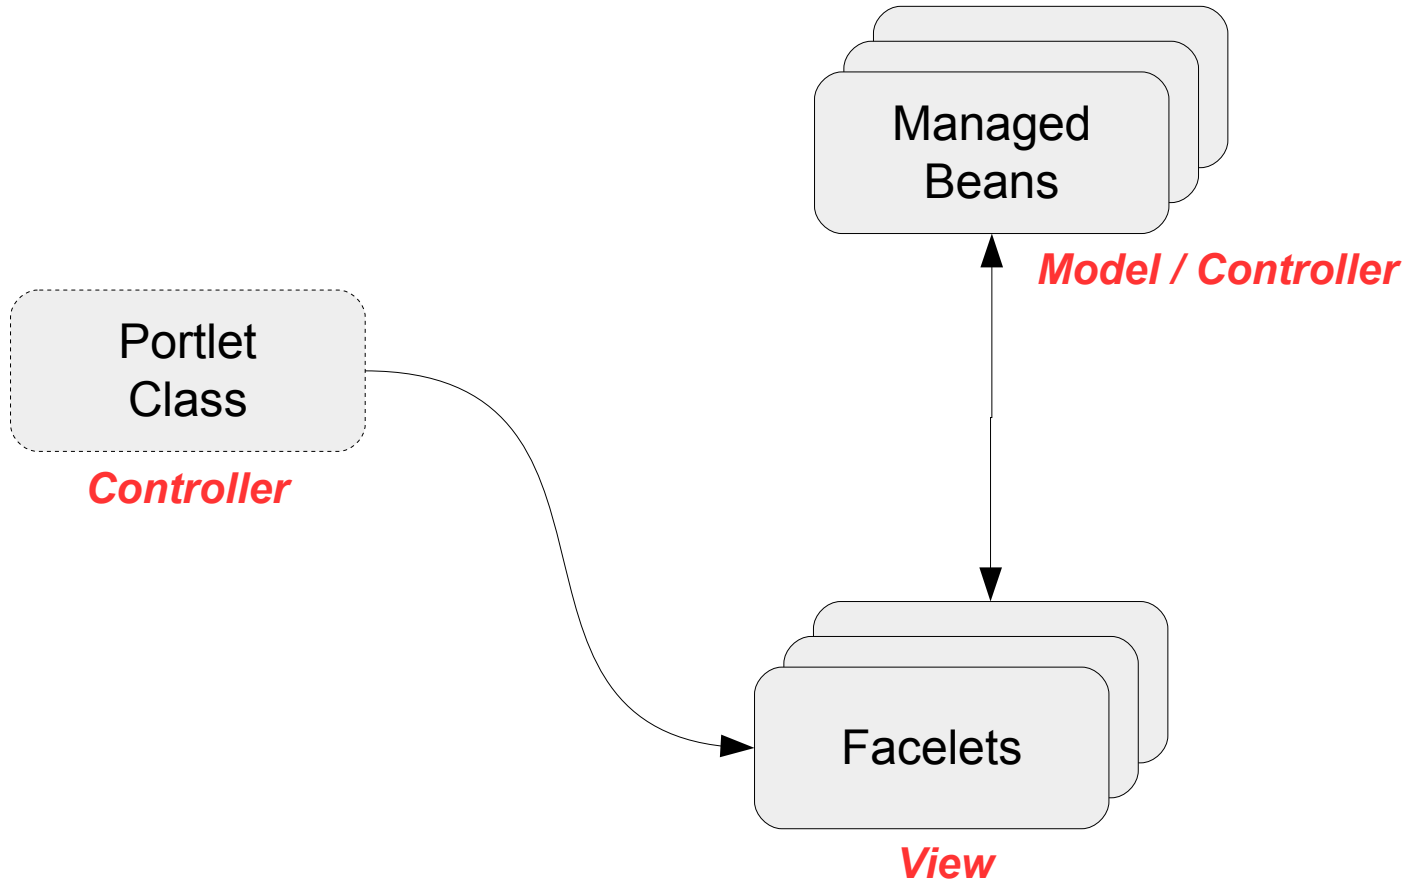 Managed
Beans
Model / Controller
Portlet
Class
Controller
Facelets
View